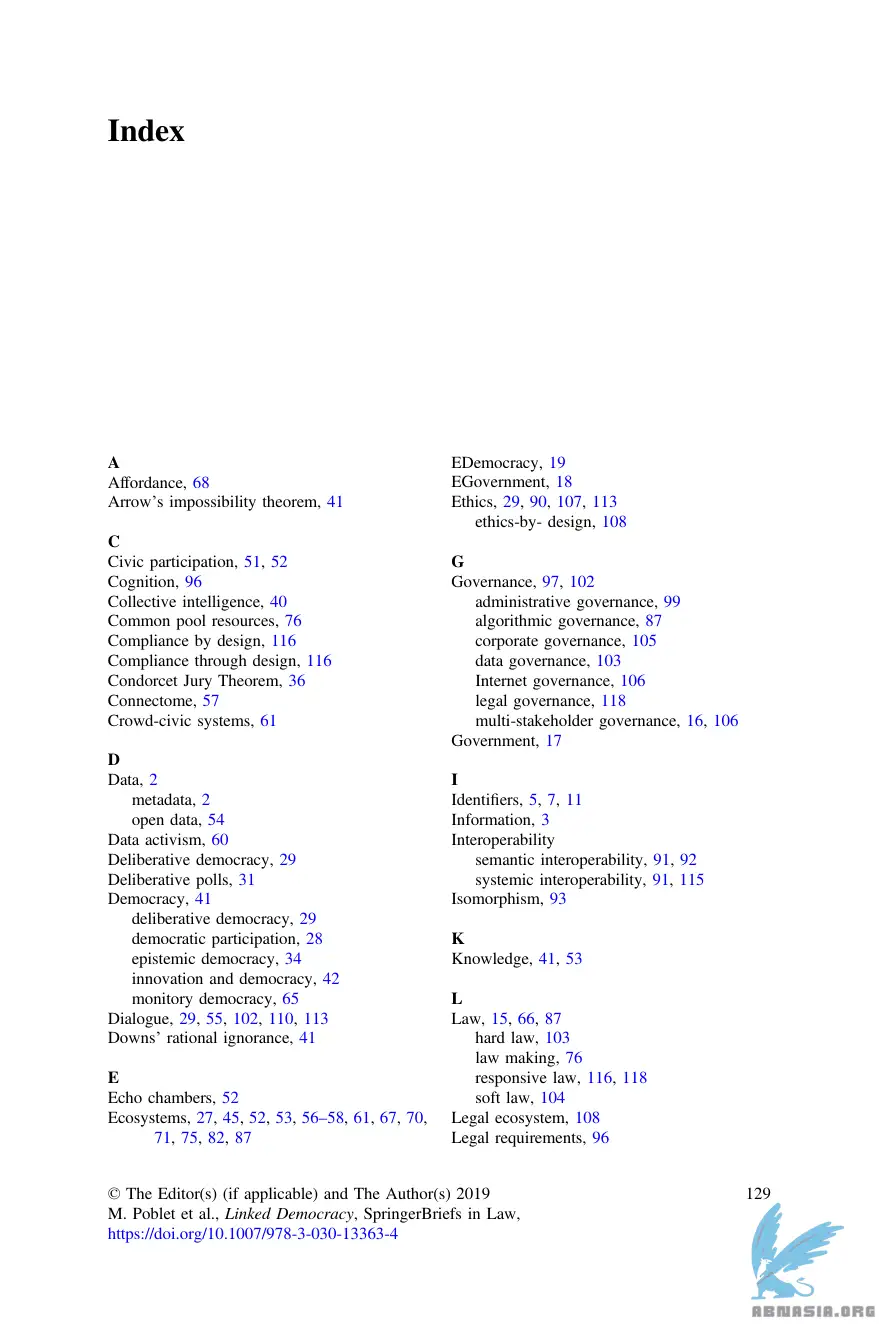 Index
A
Affordance, 68
Arrow's impossibility theorem, 41
C
Civic participation, 51, 52
Cognition, 96
Collective intelligence, 40
Common pool resources, 76
Compliance by design, 116
Compliance through design, 116
Condorcet Jury Theorem, 36
Connectome, 57
Crowd-civic systems, 61
D
Data, 2
metadata, 2
open data, 54
Data activism, 60
Deliberative democracy, 29
Deliberative polls, 31
Democracy, 41
deliberative democracy, 29
democratic participation, 28
epistemic democracy, 34
innovation and democracy, 42
monitory democracy, 65
Dialogue, 29, 55, 102, 110, 113
Downs' rational ignorance, 41
E
Echo chambers, 52
Ecosystems, 27, 45, 52, 53, 56–58, 61, 67, 70,
71, 75, 82, 87
EDemocracy, 19
EGovernment, 18
Ethics, 29, 90, 107, 113
ethics-by- design, 108
G
Governance, 97, 102
administrative governance, 99
algorithmic governance, 87
corporate governance, 105
data governance, 103
Internet governance, 106
legal governance, 118
multi-stakeholder governance, 16, 106
Government, 17
I
Identifiers, 5, 7, 11
Information, 3
Interoperability
semantic interoperability, 91, 92
systemic interoperability, 91, 115
Isomorphism, 93
K
Knowledge, 41, 53
L
Law, 15, 66, 87
hard law, 103
law making, 76
responsive law, 116, 118
soft law, 104
Legal ecosystem, 108
Legal requirements, 96
© The Editor(s) (if applicable) and The Author(s) 2019
129
M. Poblet et al., Linked Democracy, SpringerBriefs in Law,
https://doi.org/10.1007/978-3-030-13363-4
ABNASIA.ORG